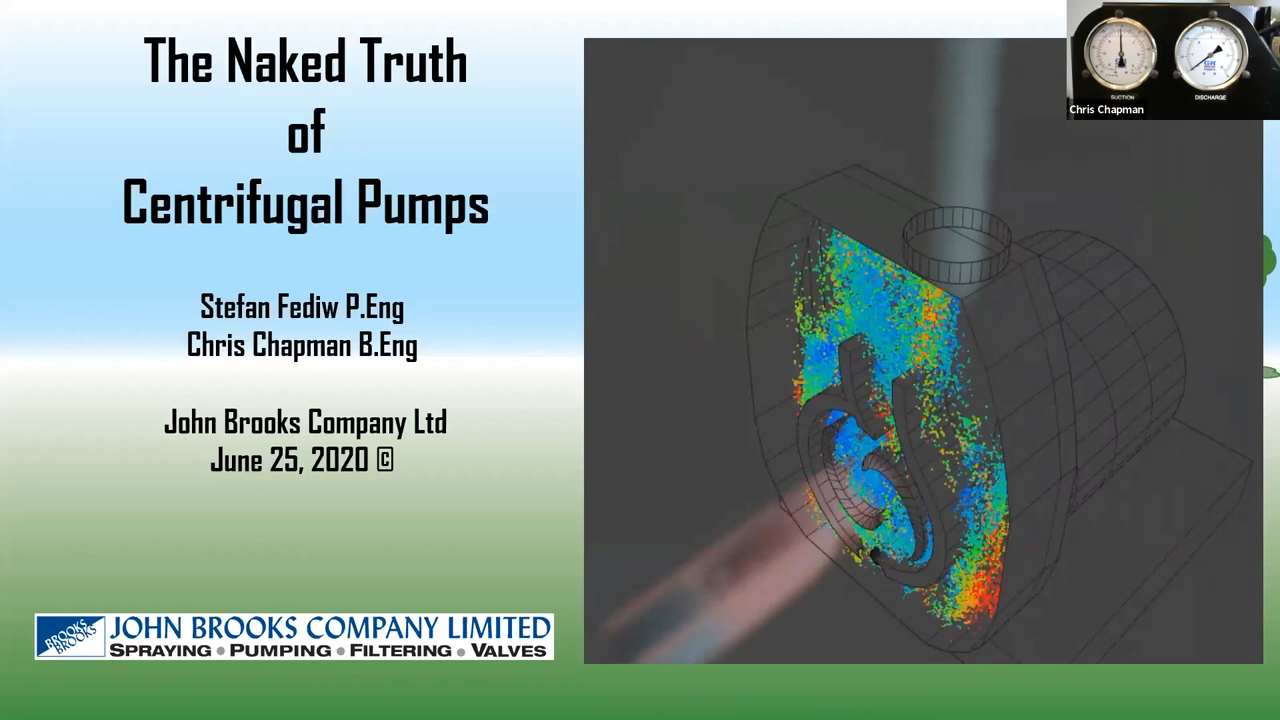 The Naked Truth
of
Centrifugal Pumps
Stefan Fediw P.Eng
Chris Chapman B.Eng
John Brooks Company Ltd
June 25, 2020 ©
BROOKS
BROOKS
JOHN BROOKS COMPANY LIMITED
SPRAYING • PUMPING • FILTERING • VALVES
GR
SUCTION
DISCHARGE
Chris Chapman